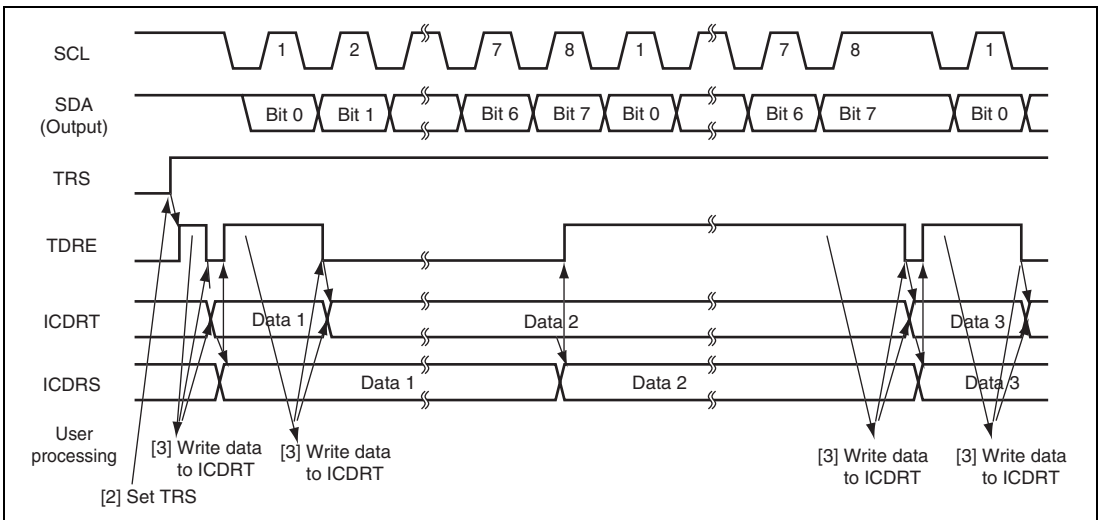 SCL 1 2 7 8 1 7 8 1
SDA
(Output)
Bit 0 Bit 1 Bit 6 Bit 7 Bit 0 Bit 6 Bit 7 Bit 0
TRS
TDRE
ICDRT Data 1 Data 2 Data 3
ICDRS Data 1 Data 2 Data 3
User
processing
[3] Write data
to ICDRT
[3] Write data
to ICDRT
[3] Write data
to ICDRT
[3] Write data
to ICDRT
[2] Set TRS